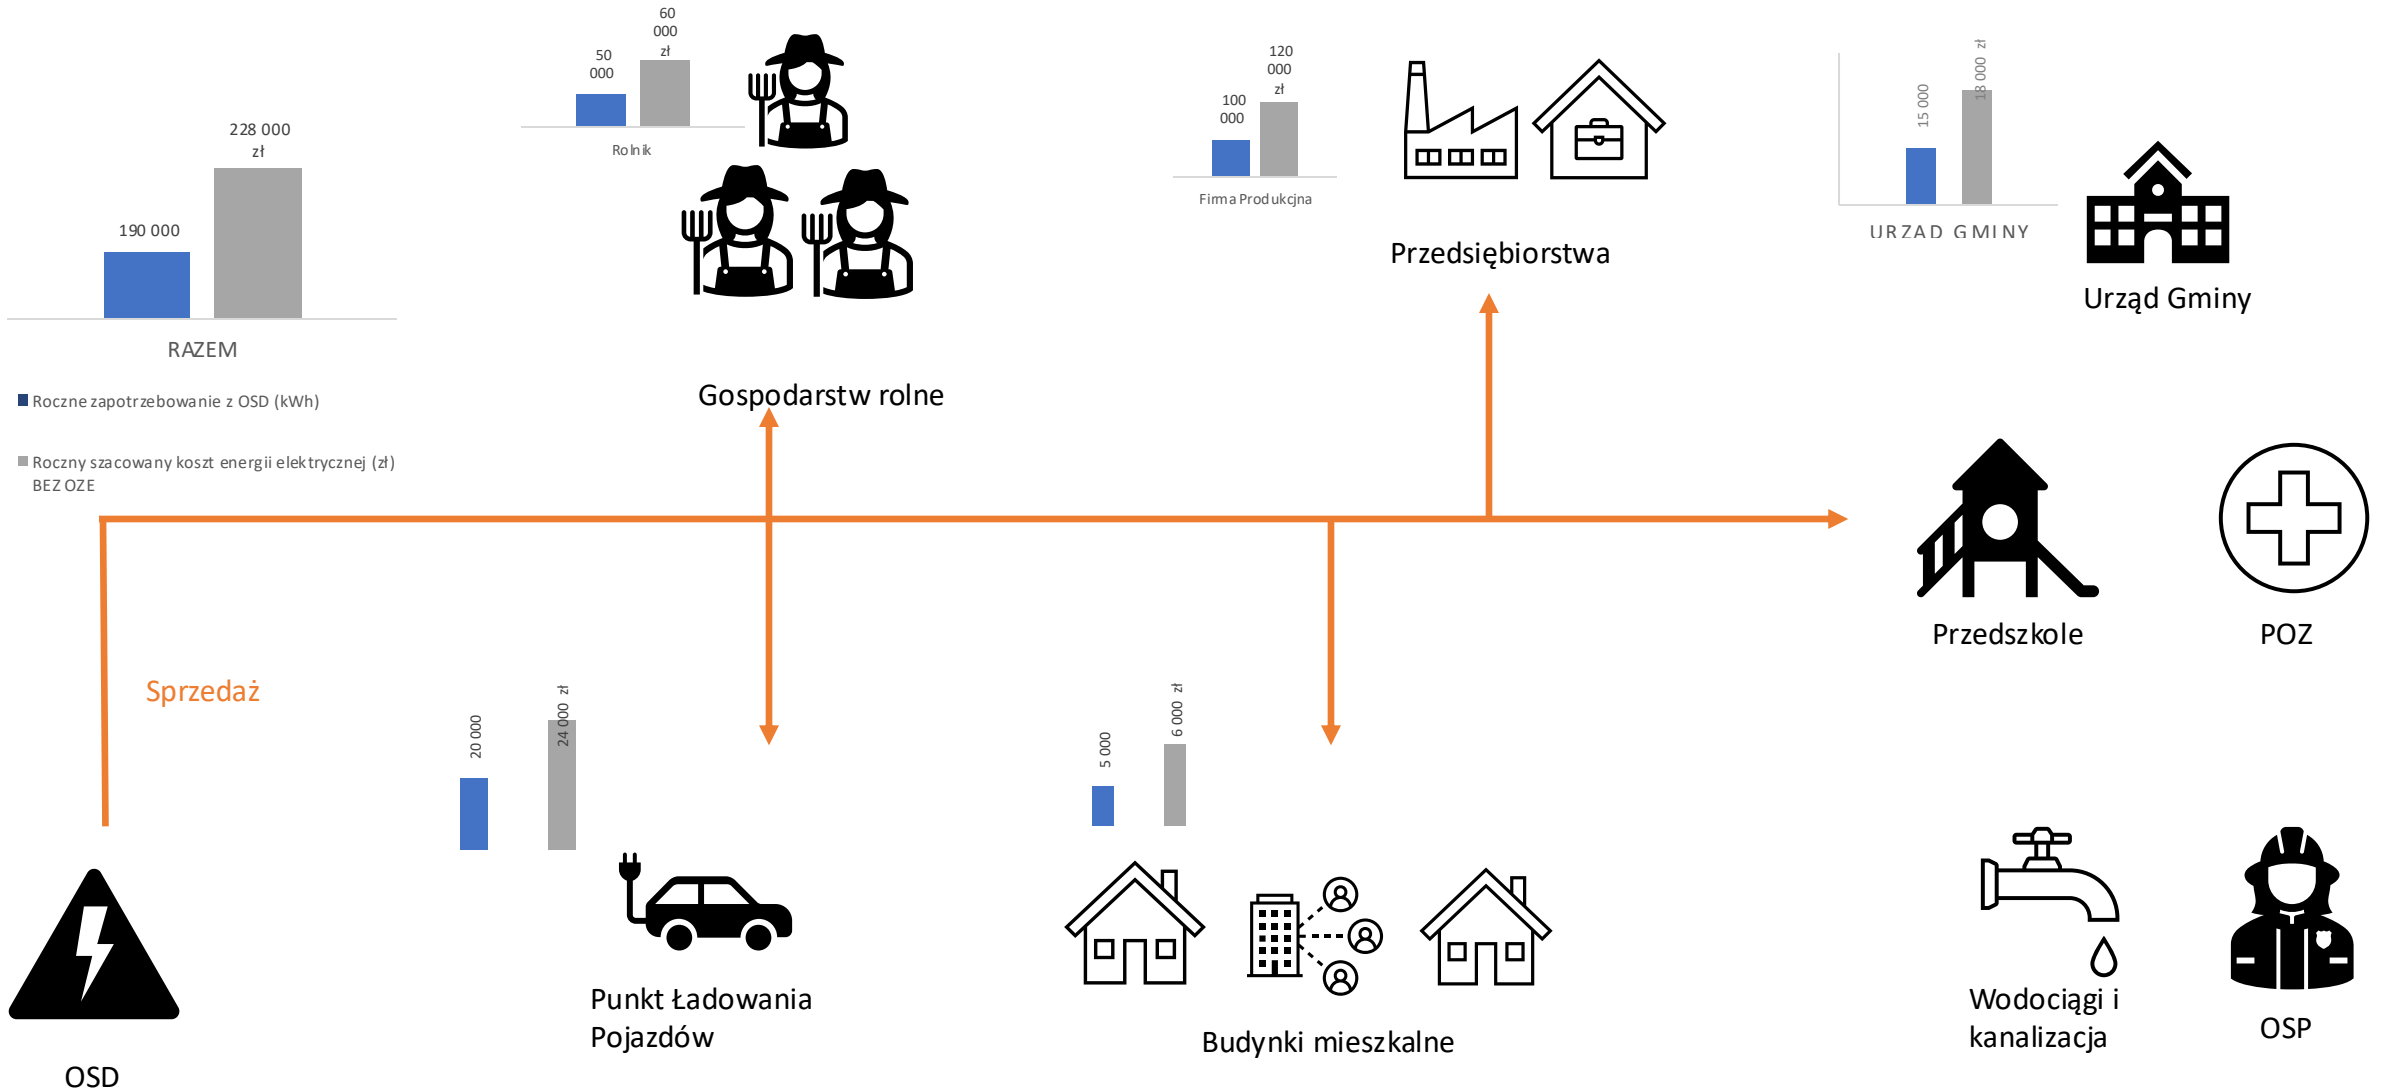 228 000
zł
190 000
RAZEM
Roczne zapotrzebowanie z OSD (kWh)
Roczny szacowany koszt energii elektrycznej (zł)
BEZ OZE
60
000
zł
50
000
Rolnik
Gospodarstw rolne
120
000
zł
100
000
Firma Produkcjna
Przedsiębiorstwa
15 000
18 000 zł
URZAD GMINY
Urząd Gminy
Przedszkole
POZ
Sprzedaż
20 000
24 000 zł
5 000
6 000 zł
Punkt Ładowania
Pojazdów
Budynki mieszkalne
Wodociągi i
kanalizacja
OSP
OSD